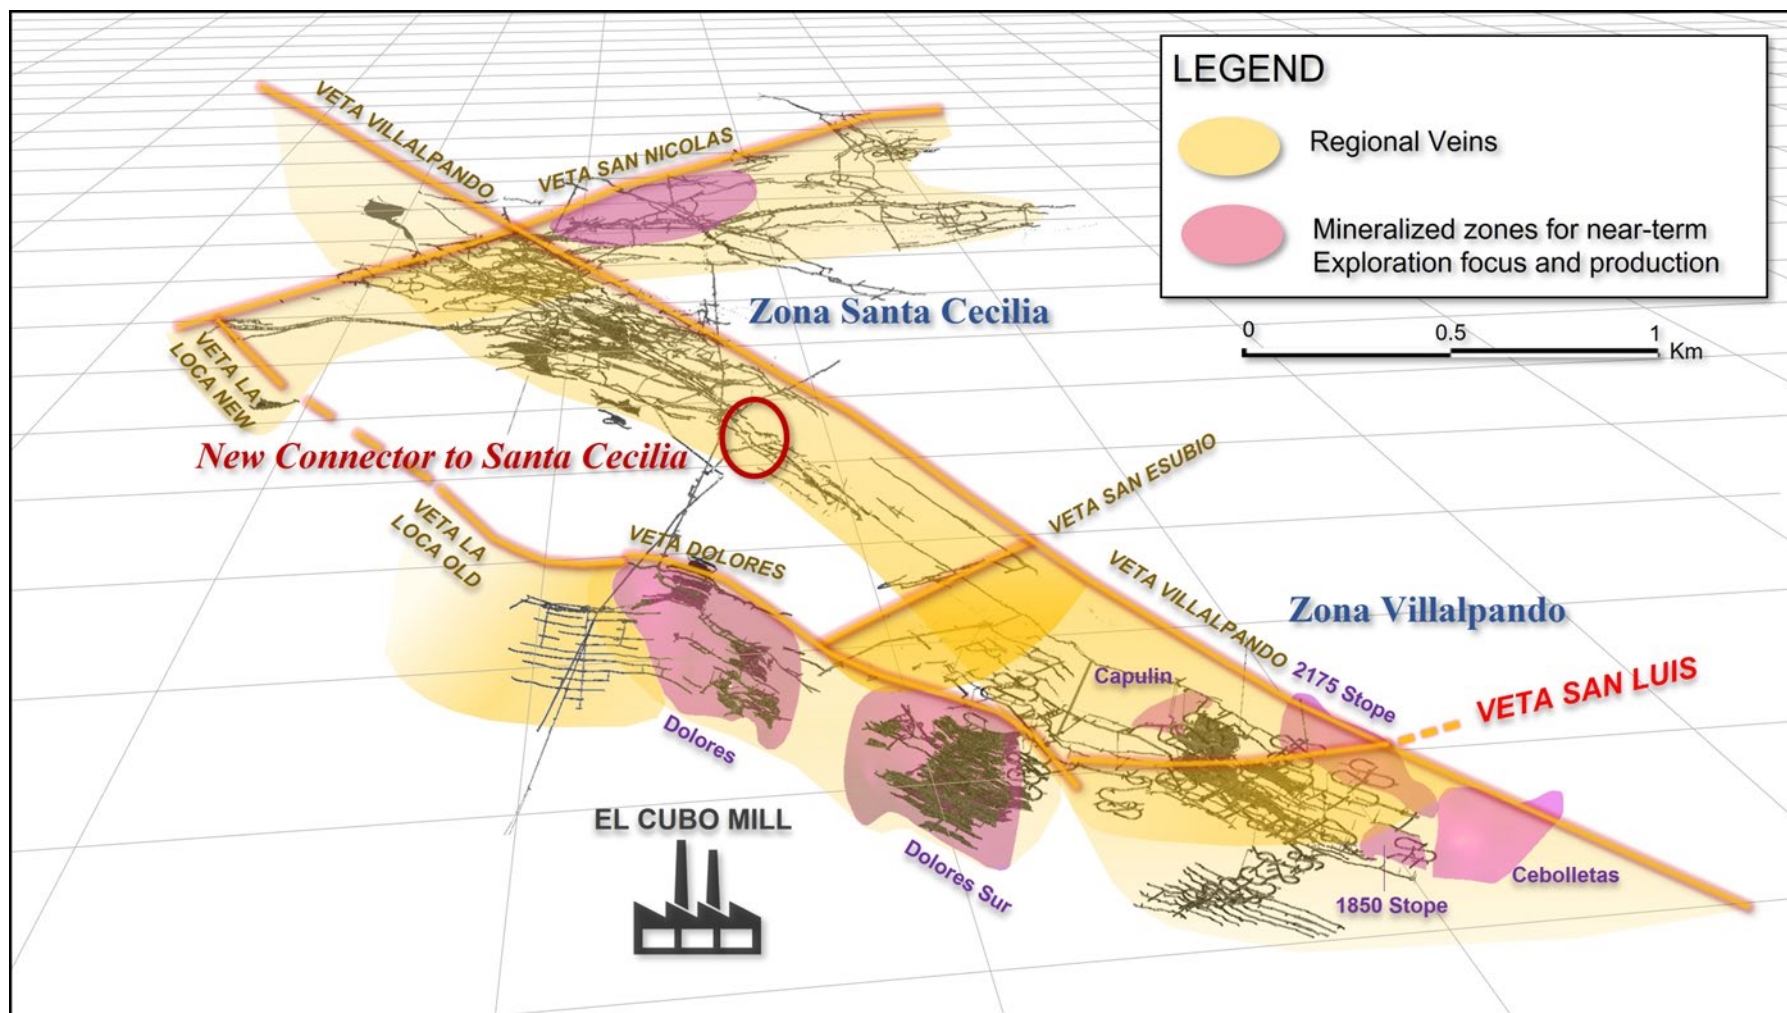 LEGEND
Regional Veins
Mineralized zones for near-term
Exploration focus and production
0 0.5 1
Km
VETA VILLALPANDO
VETA SAN NICOLAS
Zona Santa Cecilia
VETA LA
LOCA NEW
New Connector to Santa Cecilia
VETA LA
LOCA OLD
VETA DOLORES
VETA SAN ESUBIO
VETA VILLALPANDO
Zona Villalpando
Capulin
2175 Stope
VETA SAN LUIS
Dolores
EL CUBO MILL
Dolores Sur
1850 Stope
Cebolletas